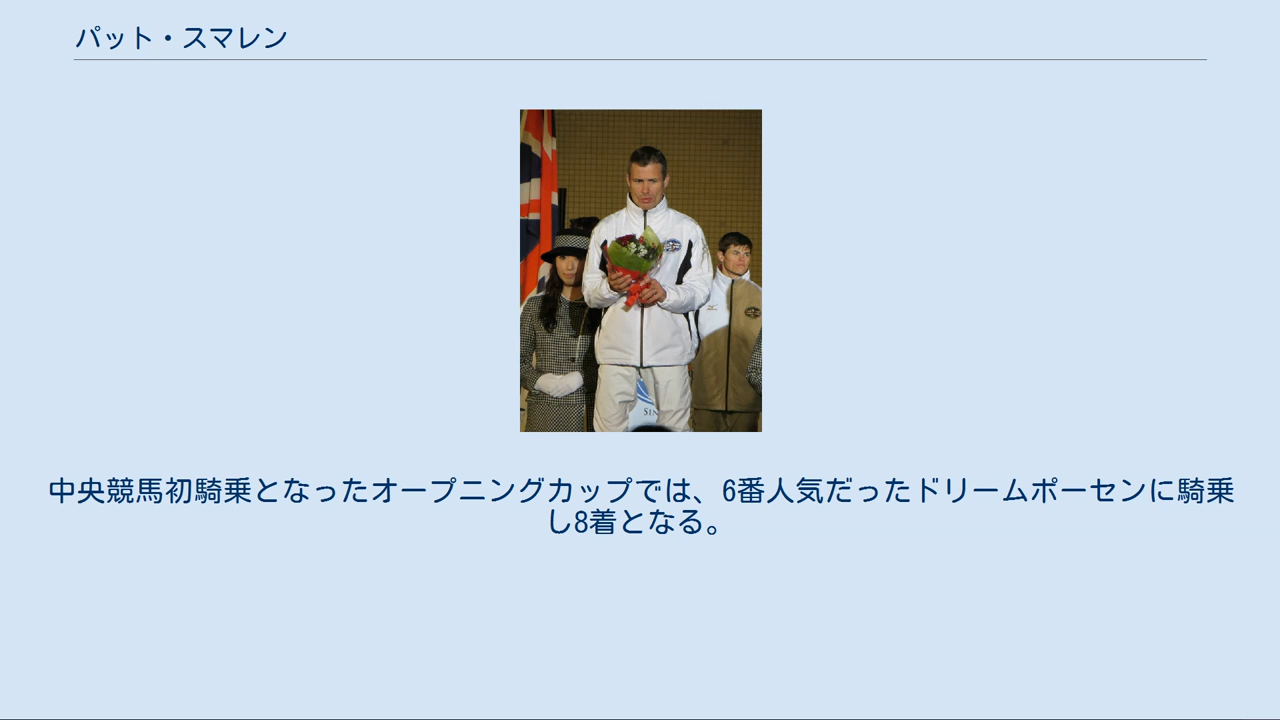 パット・スマレン
SIN
中央競馬初騎乗となったオープニングカップでは、6番人気だったドリームポーセンに騎乗
し8着となる。